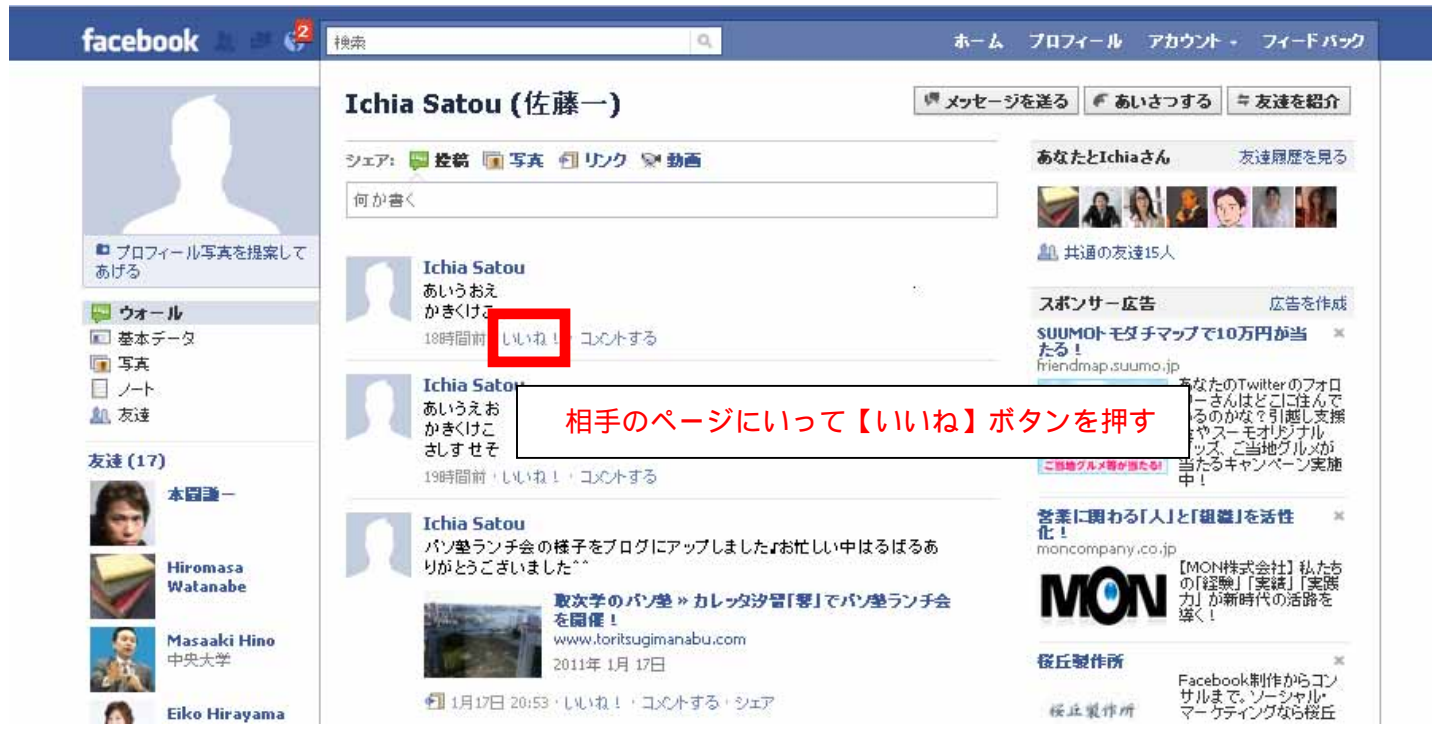 facebook
2
検索
ホーム プロフィール アカウント フィードバック
プロフィール写真を提案して
あげる
ウォール
基本データ
写真
ノート
友達
友達 (17)
本間謙一
Hiromasa
Watanabe
Masaaki Hino
中央大学
Eiko Hirayama
Ichia Satou (佐藤一)
メッセージを送る あいさつする 友達を紹介
シェア: 投稿 写真 リンク 動画
何か書く
Ichia Satou
あいうおえ
かきくけこ
18時間前 · いいね！ · コメントする
Ichia Satou
あいうえお
かきくけこ
さしすせそ
19時間前 · いいね！ · コメントする
相手のページにいって【いいね】ボタンを押す
Ichia Satou
パソ塾ランチ会の様子をブログにアップしました♪お忙しい中はるばるあ
りがとうございました^^
取次学のパソ塾 » カレッタ汐留「響」でパソ塾ランチ会
を開催！
www.toritsugimanabu.com
2011年 1月 17日
1月17日 20:53 · いいね！ · コメントする · シェア
あなたとIchiaさん 友達履歴を見る
共通の友達15人
スポンサー広告 広告を作成
SUUMOトモダチマップで10万円が当
たる！
friendmap.suumo.jp
あなたのTwitterのフォロ
ーさんはどこに住んで
るのかな？引越し支援
やスーモオリジナル
ッズ、ご当地グルメが
当たるキャンペーン実施
中！
ご当地グルメ等が当たる!
営業に関わる「人」と「組織」を活性
化！
moncompany.co.jp
MON
【MON株式会社】私たち
の「経験」「実績」「実践
力」が新時代の活路を
導く！
桜丘製作所
桜丘製作所
Facebook制作からコン
サルまで。ソーシャル・
マーケティングなら桜丘